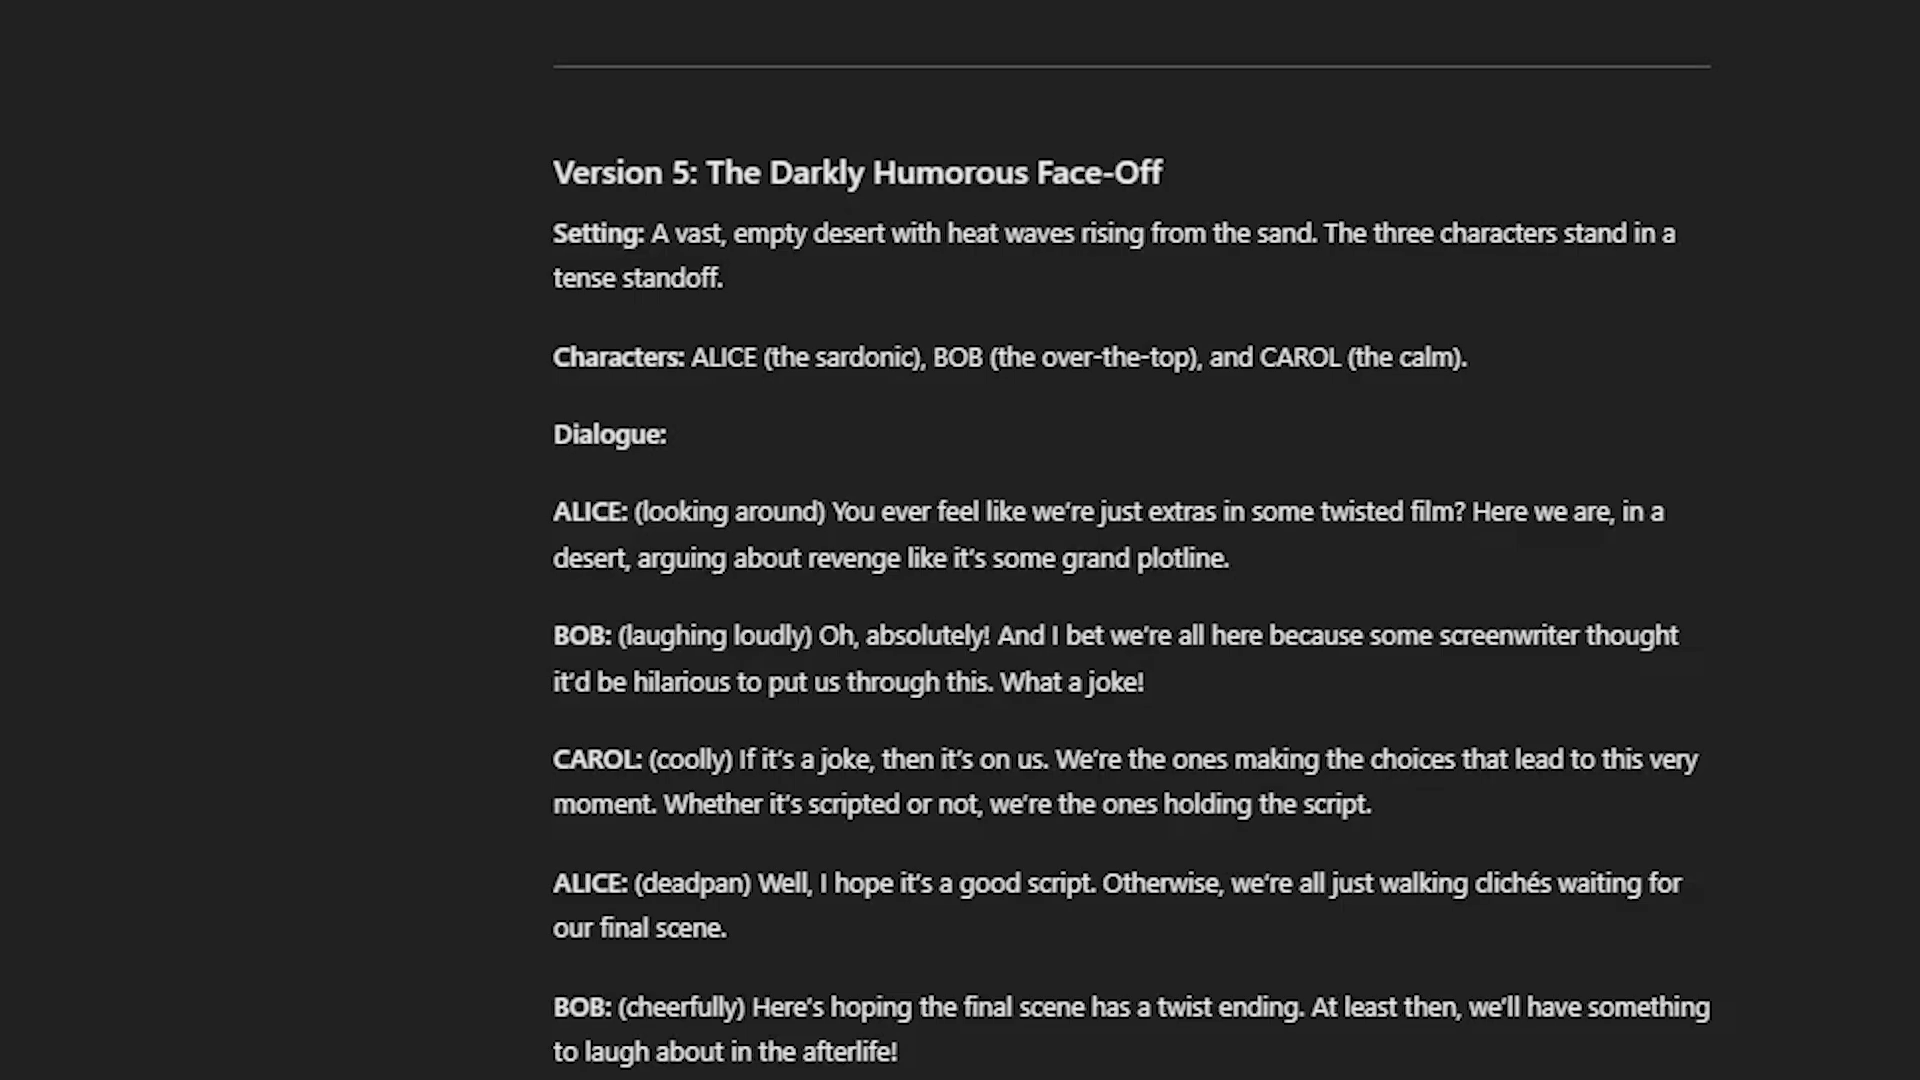 Version 5: The Darkly Humorous Face-Off
Setting: A vast, empty desert with heat waves rising from the sand. The three characters stand in a
tense standoff.
Characters: ALICE (the sardonic), BOB (the over-the-top), and CAROL (the calm).
Dialogue:
ALICE: (looking around) You ever feel like we're just extras in some twisted film? Here we are, in a
desert, arguing about revenge like it's some grand plotline.
BOB: (laughing loudly) Oh, absolutely! And I bet we're all here because some screenwriter thought
it'd be hilarious to put us through this. What a joke!
CAROL: (coolly) If it's a joke, then it's on us. We're the ones making the choices that lead to this very
moment. Whether it's scripted or not, we're the ones holding the script.
ALICE: (deadpan) Well, I hope it's a good script. Otherwise, we're all just walking clichés waiting for
our final scene.
BOB: (cheerfully) Here's hoping the final scene has a twist ending. At least then, we'll have something
to laugh about in the afterlife!